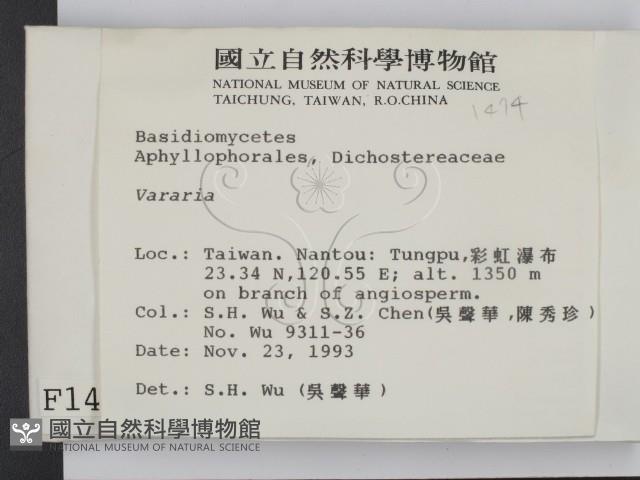 國立自然科學博物館
NATIONAL MUSEUM OF NATURAL SCIENCE
TAICHUNG, TAIWAN, R.O.CHINA
1474
Basidiomycetes
Aphyllophorales, Dichostereaceae
Vararia
Loc.: Taiwan. Nantou: Tungpu,彩虹瀑布
23.34 N,120.55 E; alt. 1350 m
on branch of angiosperm.
Col.: S.H. Wu & S.Z. Chen(吳聲華,陳秀珍)
No. Wu 9311-36
Date: Nov. 23, 1993
Det.: S.H. Wu (吳聲華)
F14
國立自然科學博物館
NATIONAL MUSEUM OF NATURAL SCIENCE